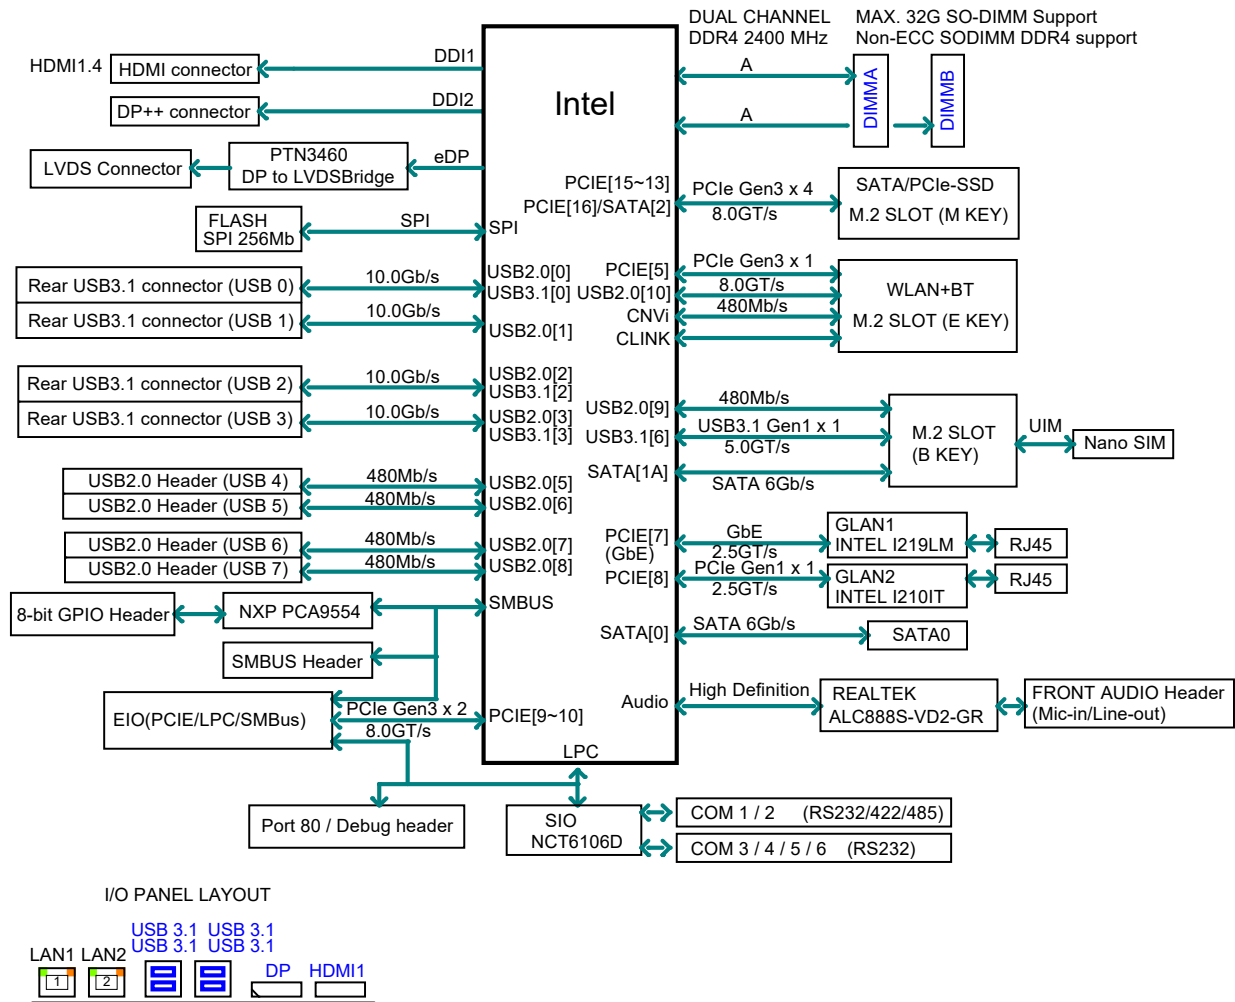 DUAL CHANNEL
DDR4 2400 MHz
MAX. 32G SO-DIMM Support
Non-ECC SODIMM DDR4 support
HDMI1.4
HDMI connector
DDI1
DP++ connector
DDI2
LVDS Connector
PTN3460
DP to LVDSBridge
eDP
FLASH
SPI 256Mb
SPI
SPI
Rear USB3.1 connector (USB 0)
10.0Gb/s
USB2.0[0]
USB3.1[0]
Rear USB3.1 connector (USB 1)
10.0Gb/s
USB2.0[1]
Rear USB3.1 connector (USB 2)
10.0Gb/s
USB2.0[2]
USB3.1[2]
Rear USB3.1 connector (USB 3)
10.0Gb/s
USB2.0[3]
USB3.1[3]
USB2.0 Header (USB 4)
480Mb/s
USB2.0[5]
USB2.0 Header (USB 5)
480Mb/s
USB2.0[6]
USB2.0 Header (USB 6)
480Mb/s
USB2.0[7]
USB2.0 Header (USB 7)
480Mb/s
USB2.0[8]
8-bit GPIO Header
NXP PCA9554
SMBUS
SMBUS Header
EIO(PCIE/LPC/SMBus)
PCIe Gen3 x 2
8.0GT/s
PCIE[9~10]
Intel
A
A
DIMMA
DIMMB
PCIE[15~13]
PCIE[16]/SATA[2]
PCIe Gen3 x 4
8.0GT/s
SATA/PCIe-SSD
M.2 SLOT (M KEY)
PCIE[5]
USB2.0[10]
CNVi
CLINK
PCIe Gen3 x 1
8.0GT/s
480Mb/s
WLAN+BT
M.2 SLOT (E KEY)
USB2.0[9]
480Mb/s
USB3.1[6]
USB3.1 Gen1 x 1
5.0GT/s
SATA[1A]
SATA 6Gb/s
M.2 SLOT
(B KEY)
UIM
Nano SIM
PCIE[7]
(GbE)
GbE
2.5GT/s
GLAN1
INTEL I219LM
RJ45
PCIE[8]
PCIe Gen1 x 1
2.5GT/s
GLAN2
INTEL I210IT
RJ45
SATA[0]
SATA 6Gb/s
SATA0
Audio
High Definition
REALTEK
ALC888S-VD2-GR
FRONT AUDIO Header
(Mic-in/Line-out)
LPC
Port 80 / Debug header
SIO
NCT6106D
COM 1 / 2 (RS232/422/485)
COM 3 / 4 / 5 / 6 (RS232)
I/O PANEL LAYOUT
USB 3.1 USB 3.1
USB 3.1 USB 3.1
LAN1 LAN2
DP HDMI1
1 2